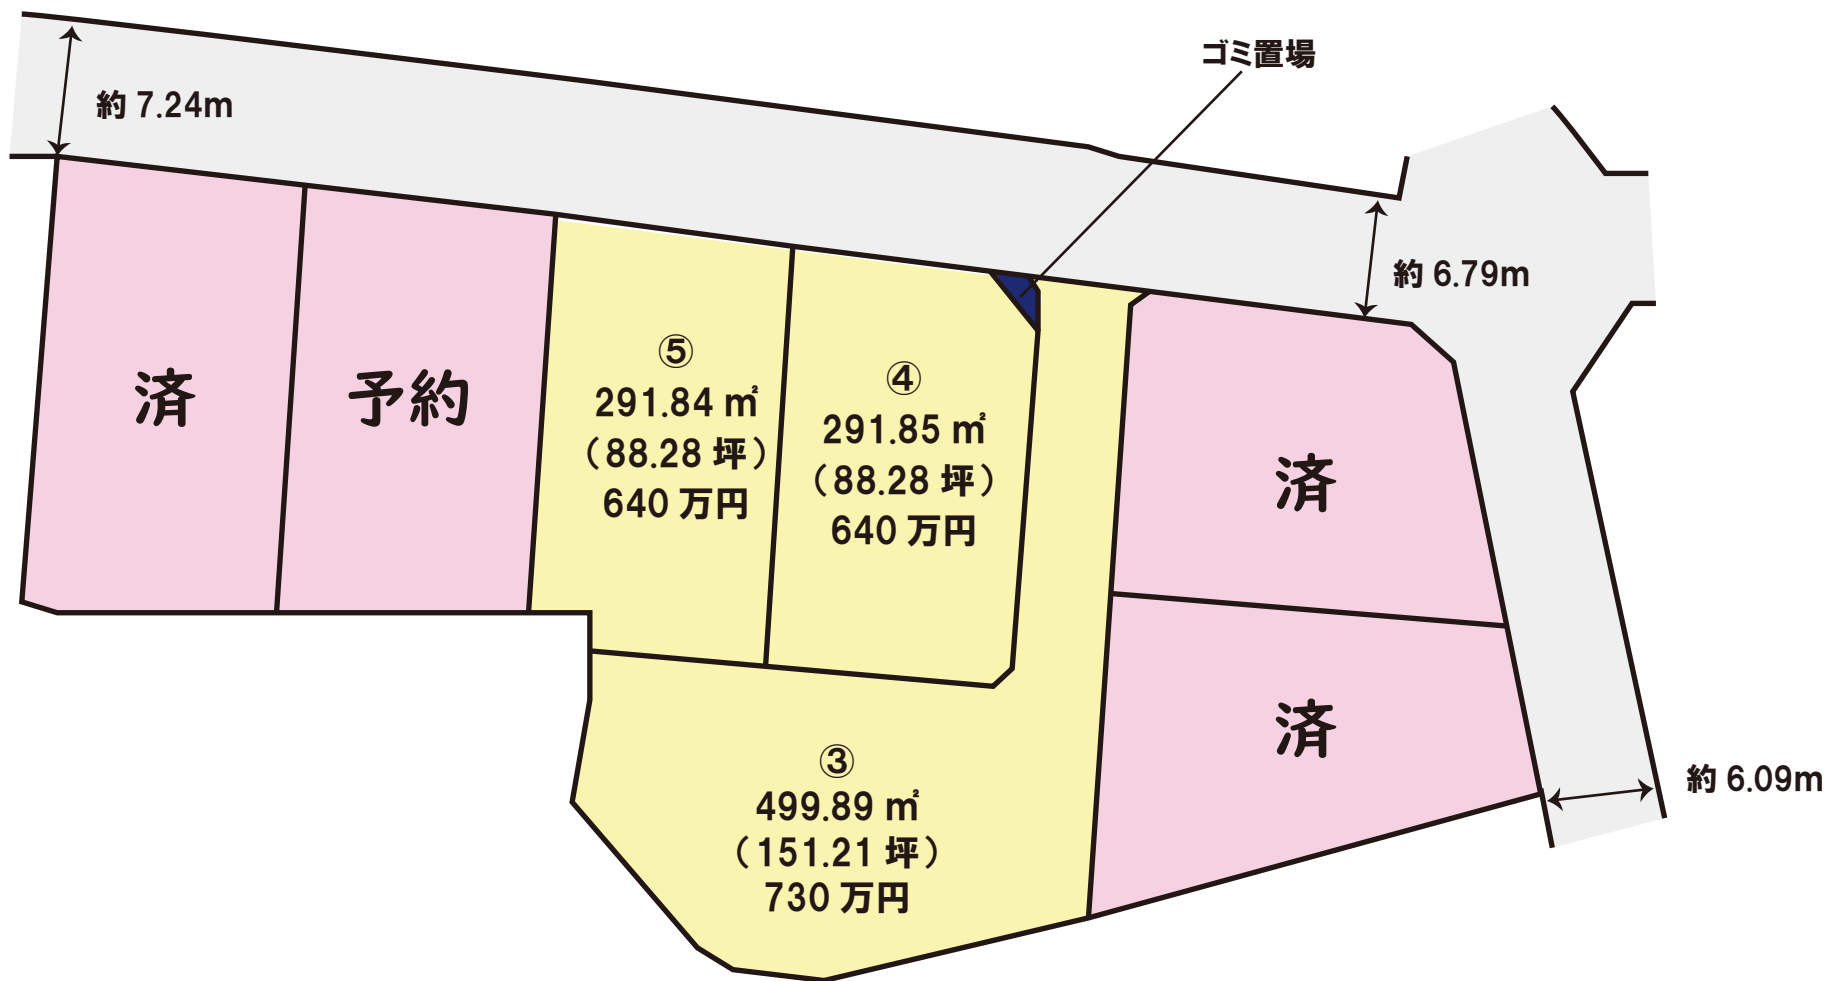 ゴミ置場
約 7.24m
約 6.79m
済
予約
⑤
291.84 ㎡
（88.28 坪）
640 万円
④
291.85 ㎡
（88.28 坪）
640 万円
済
済
③
499.89 ㎡
（151.21 坪）
730 万円
約 6.09m